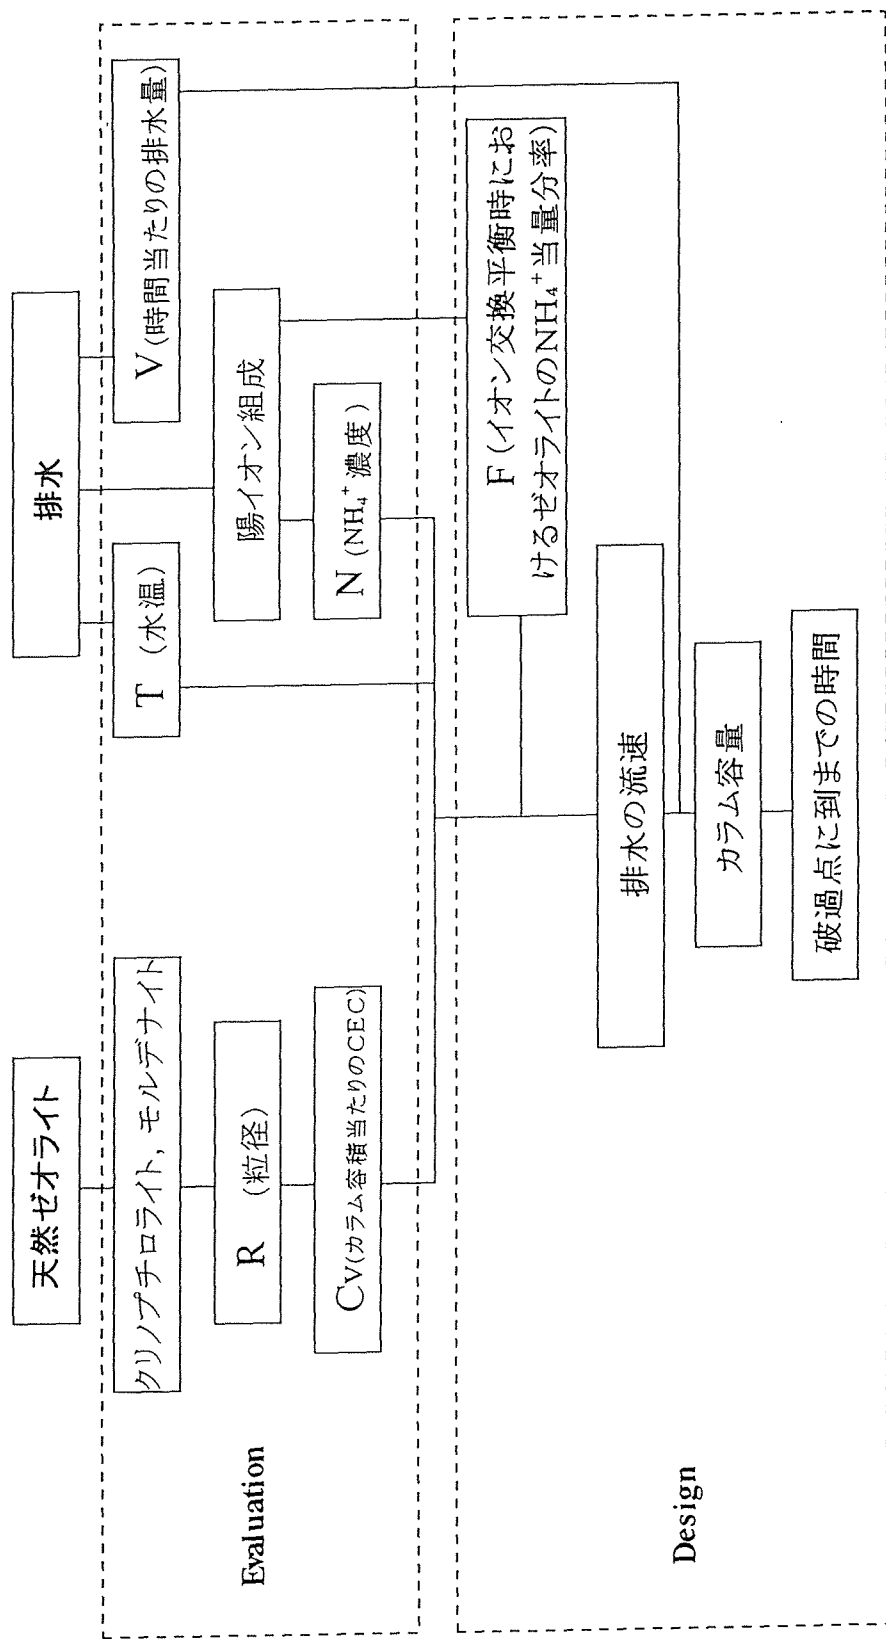 天然ゼオライト
排水
Evaluation
クリノプチロライト, モルデナイト
T (水温)
V (時間当たりの排水量)
R (粒径)
陽イオン組成
Cv(カラム容積当たりのCEC)
N (NH₄⁺ 濃度)
Design
F (イオン交換平衡時にお
けるゼオライトのNH₄⁺当量分率)
排水の流速
カラム容量
破過点に到までの時間